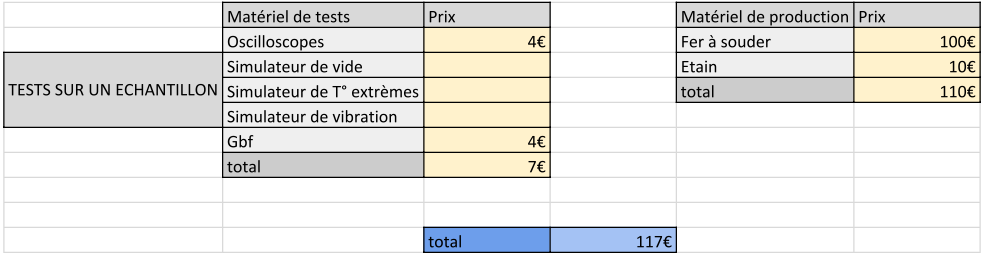 Matériel de tests Prix Matériel de production Prix
Oscilloscopes 4€ Fer à souder 100€
Simulateur de vide Etain 10€
TESTS SUR UN ECHANTILLON Simulateur de T° extrèmes total 110€
Simulateur de vibration
Gbf 4€
total 7€
total 117€